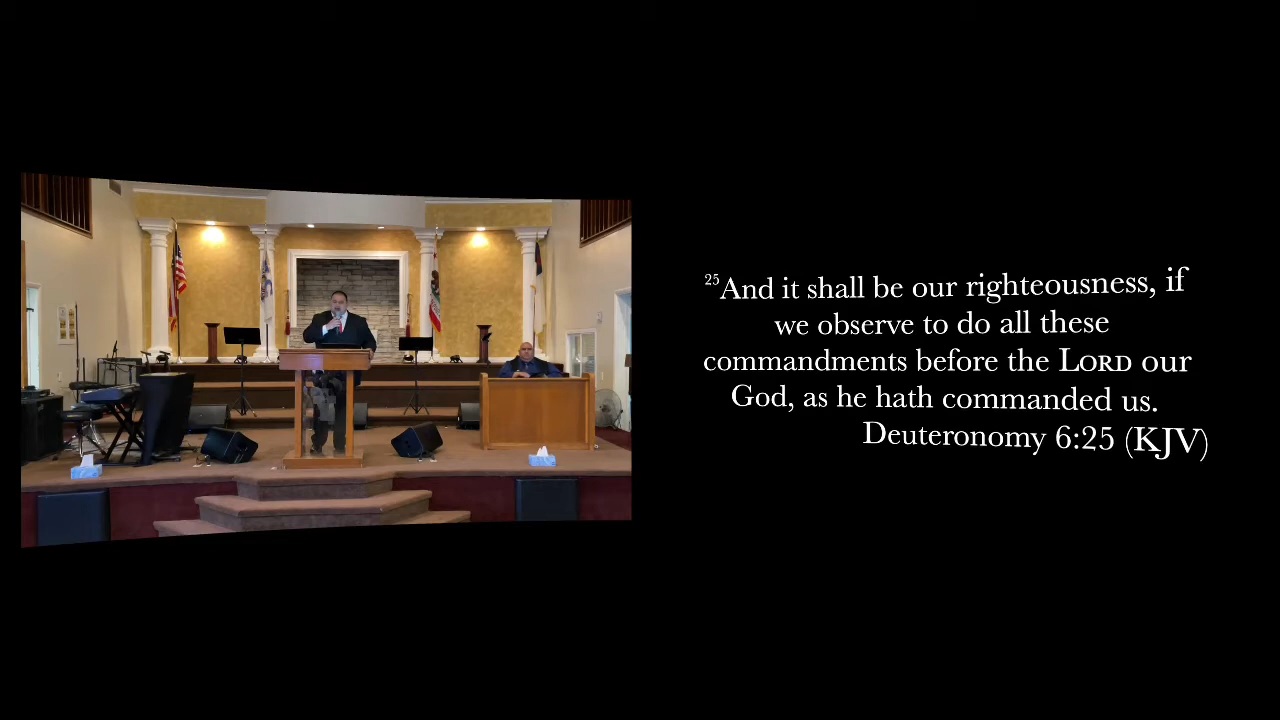 25And it shall be our righteousness, if
we observe to do all these
commandments before the LORD our
God, as he hath commanded us.
Deuteronomy 6:25 (KJV)